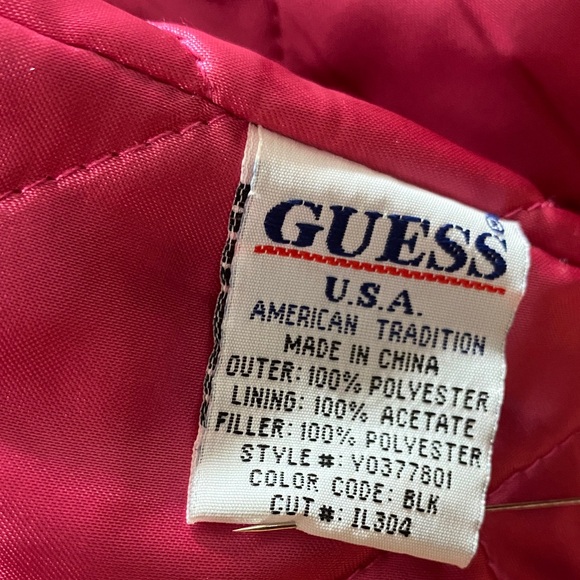 GUESS®
U.S.A.
AMERICAN TRADITION
MADE IN CHINA
OUTER: 100% POLYESTER
LINING: 100% ACETATE
FILLER: 100% POLYESTER
STYLE #: Y0377801
COLOR CODE: BLK
CUT #: IL304